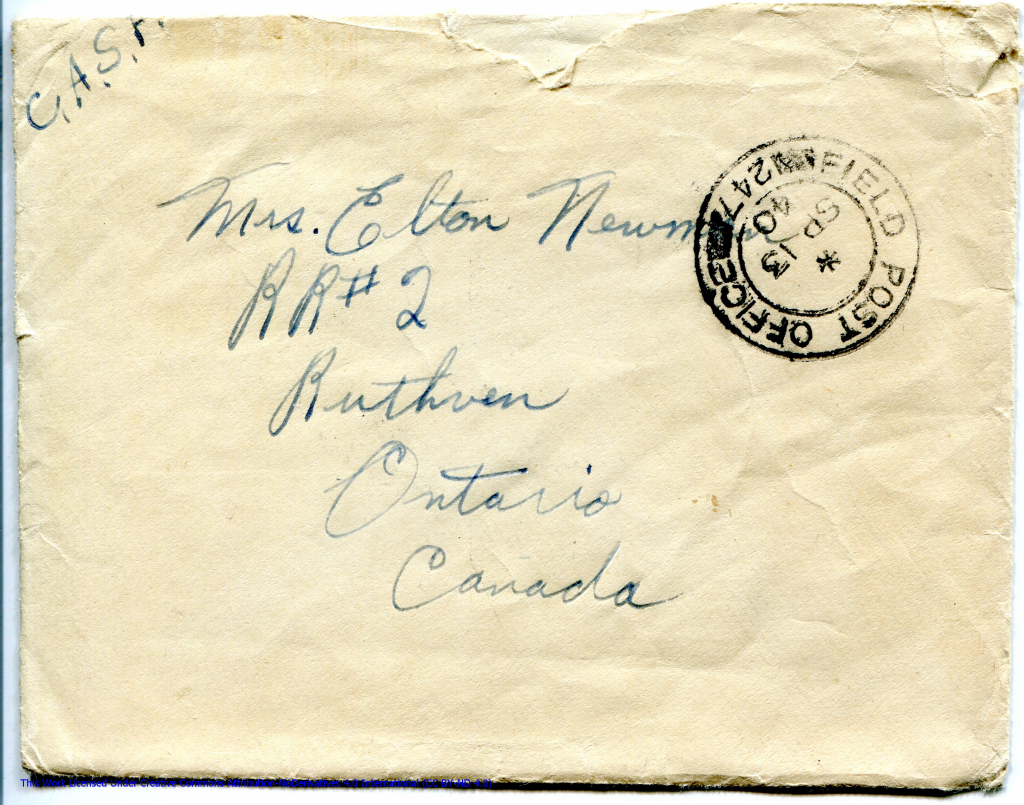 C.A.S.F.
Mrs. Elton Newman
RR#2
Ruthven
Ontario
Canada
FIELD POST OFFICE
247
*
SP 13
40